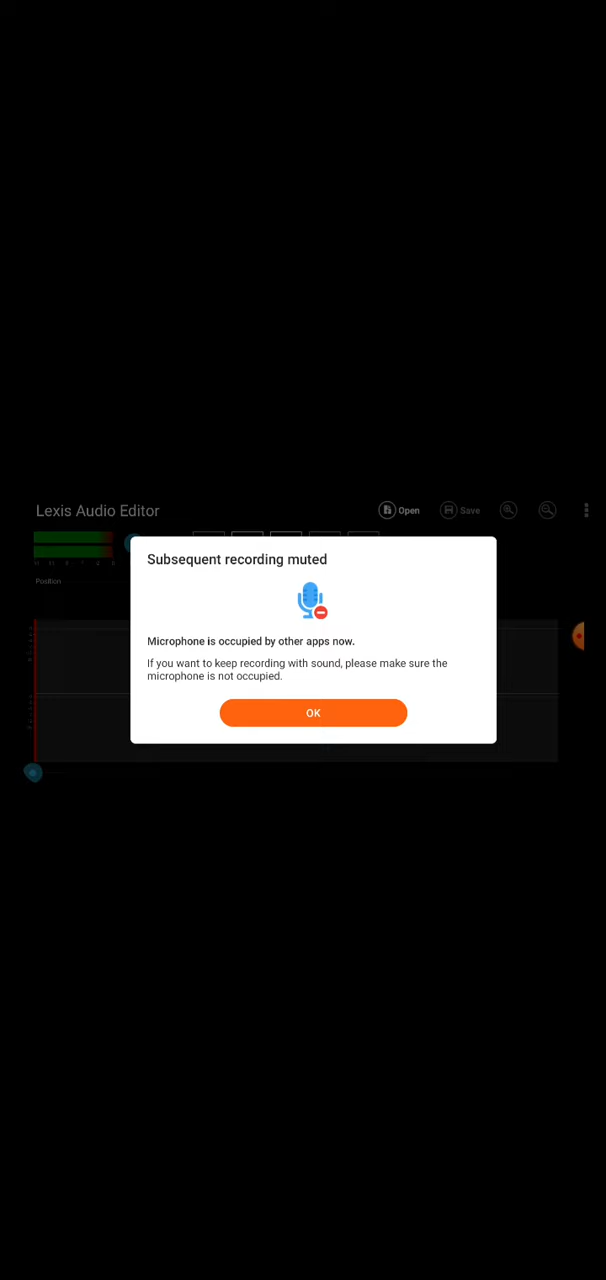 Lexis Audio Editor
Open
Save
Subsequent recording muted
Position
Microphone is occupied by other apps now.
If you want to keep recording with sound, please make sure the
microphone is not occupied.
OK